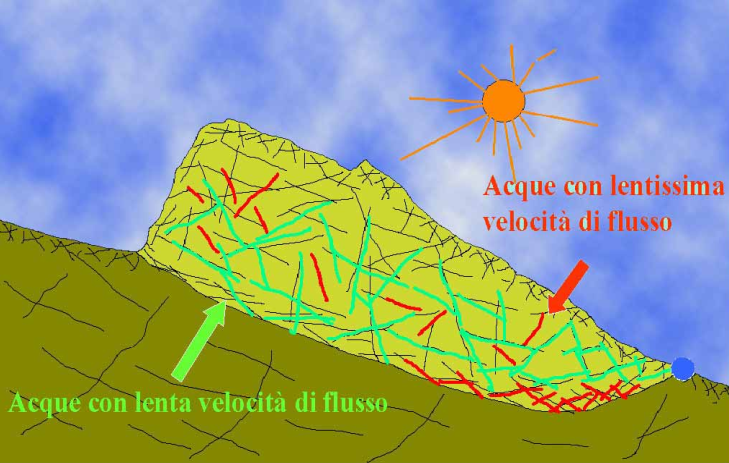 Acque con lentissima
velocità di flusso
Acque con lenta velocità di flusso